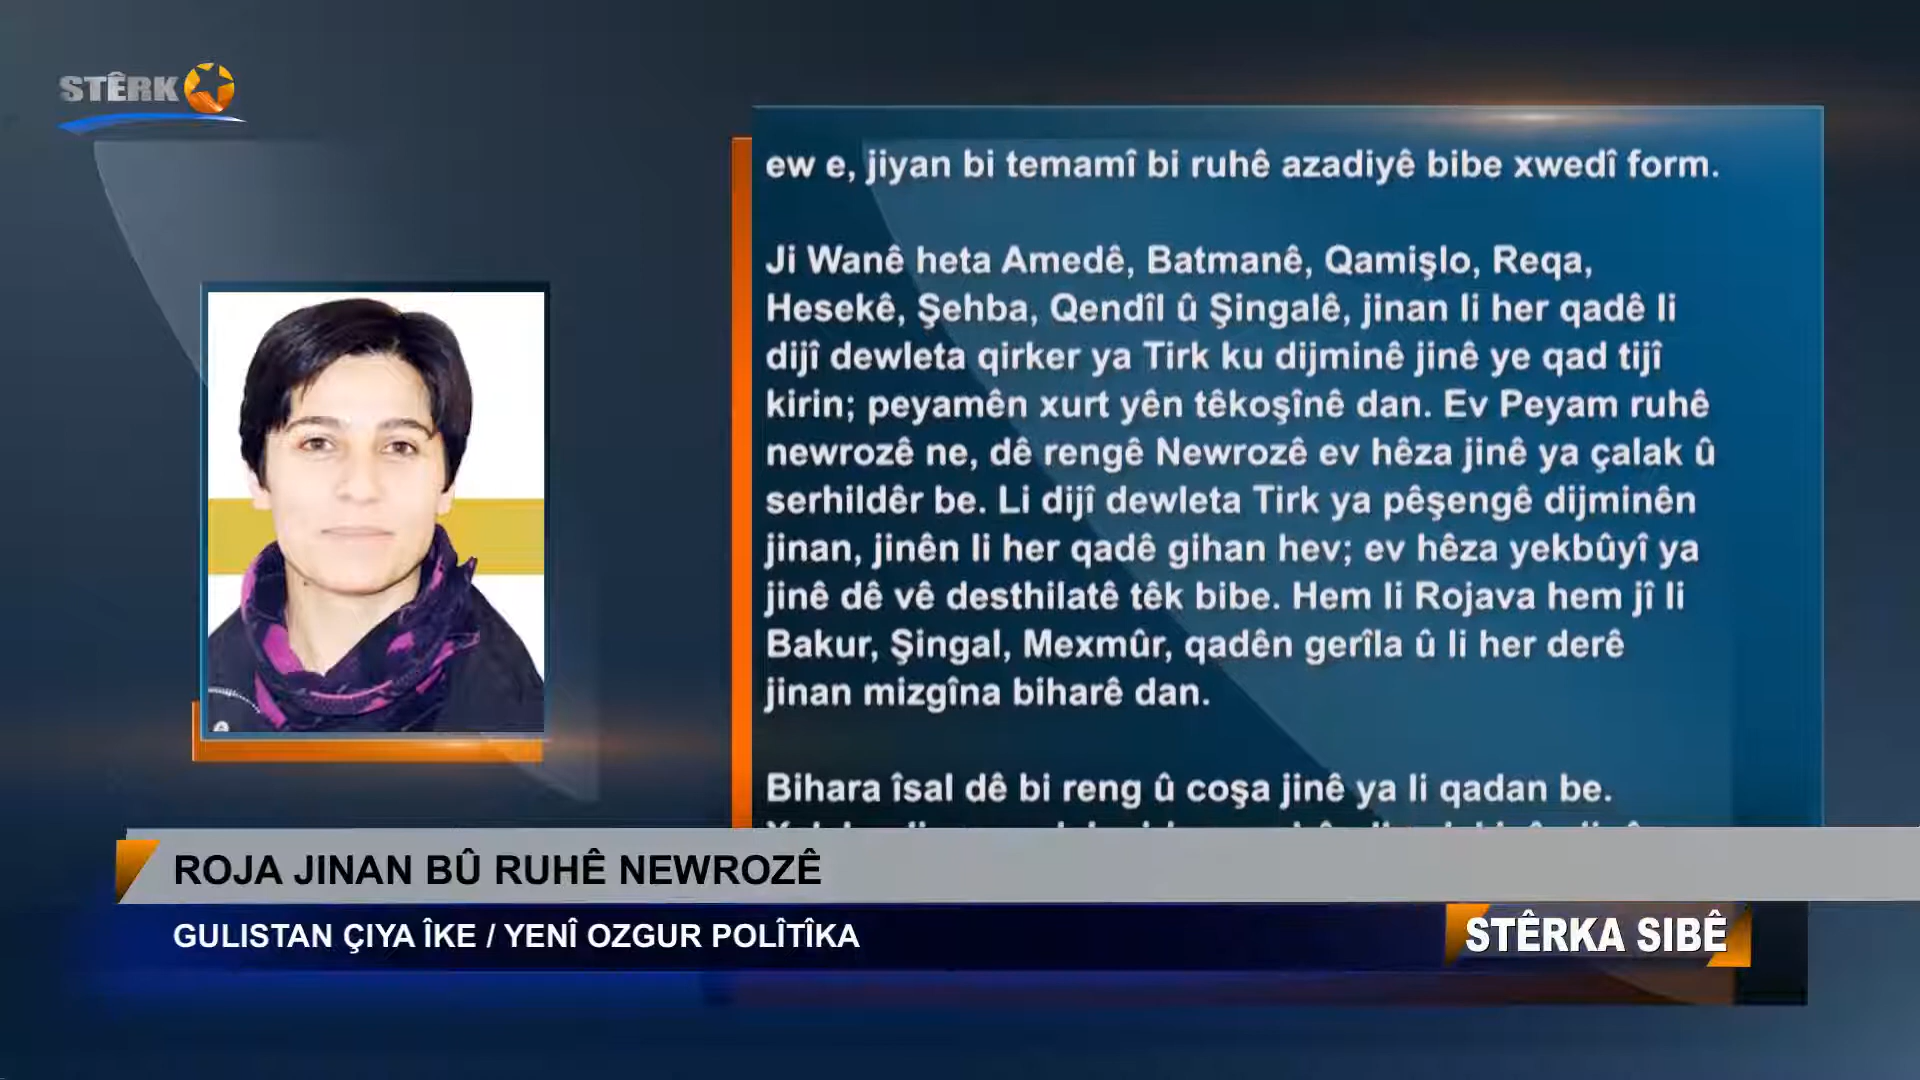 STÊRK
ew e, jiyan bi temamî bi ruhê azadiyê bibe xwedî form.
Ji Wanê heta Amedê, Batmanê, Qamişlo, Reqa,
Hesekê, Şehba, Qendîl û Şingalê, jinan li her qadê li
dijî dewleta qirker ya Tirk ku dijminê jinê ye qad tijî
kirin; peyamên xurt yên têkoşînê dan. Ev Peyam ruhê
newrozê ne, dê rengê Newrozê ev hêza jinê ya çalak û
serhildêr be. Li dijî dewleta Tirk ya pêşengê dijminên
jinan, jinên li her qadê gihan hev; ev hêza yekbûyî ya
jinê dê vê desthilatê têk bibe. Hem li Rojava hem jî li
Bakur, Şingal, Mexmûr, qadên gerîla û li her derê
jinan mizgîna biharê dan.
Bihara îsal dê bi reng û coşa jinê ya li qadan be.
ROJA JINAN BÛ RUHÊ NEWROZÊ
GULISTAN ÇIYA ÎKE / YENÎ OZGUR POLÎTÎKA
STÊRKA SIBÊ